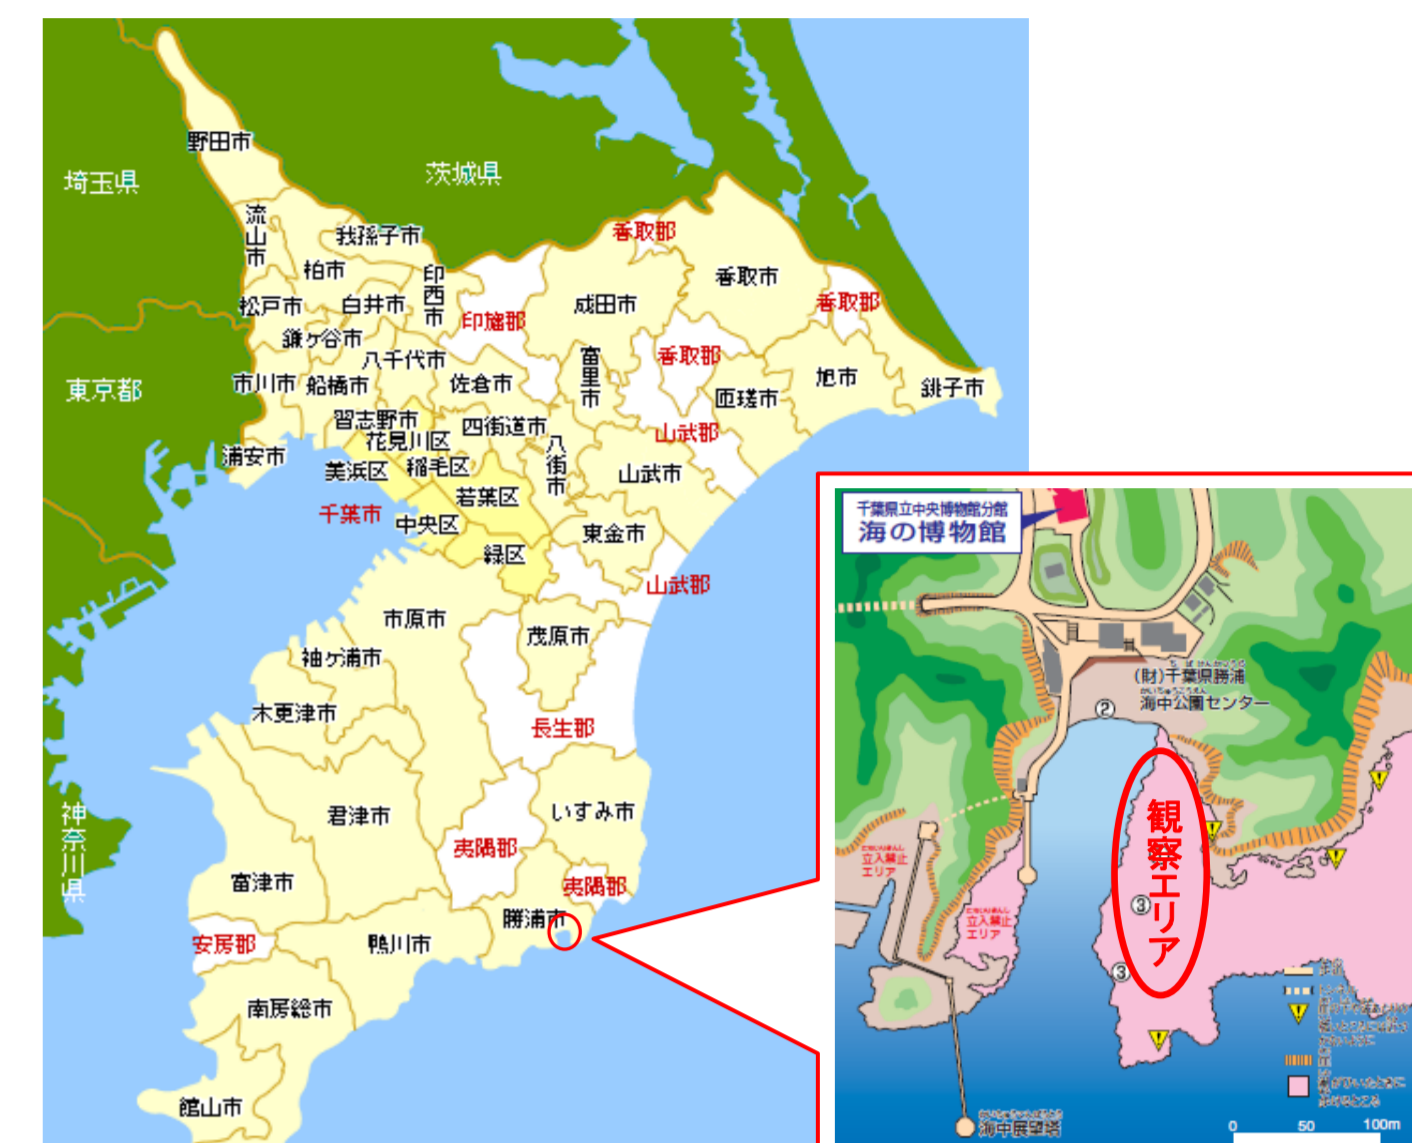 野田市
埼玉県
茨城県
流山市
我孫子市
香取郡
柏市
印西市
香取市
松戸市
白井市
印旛郡
成田市
香取郡
鎌ヶ谷市
八千代市
富里市
香取郡
東京都
市川市
船橋市
佐倉市
匝瑳市
旭市
銚子市
習志野市
花見川区
四街道市
山武郡
浦安市
美浜区
稲毛区
八街市
山武市
若葉区
千葉市
中央区
緑区
東金市
山武郡
市原市
茂原市
袖ヶ浦市
木更津市
長生郡
神奈川県
君津市
いすみ市
夷隅郡
富津市
夷隅郡
勝浦市
安房郡
鴨川市
南房総市
館山市
千葉県立中央博物館分館
海の博物館
(財)千葉県勝浦
海中公園センター
②
観察エリア
立入禁止
エリア
立入禁止
エリア
③
③
海中展望塔
0 50 100m